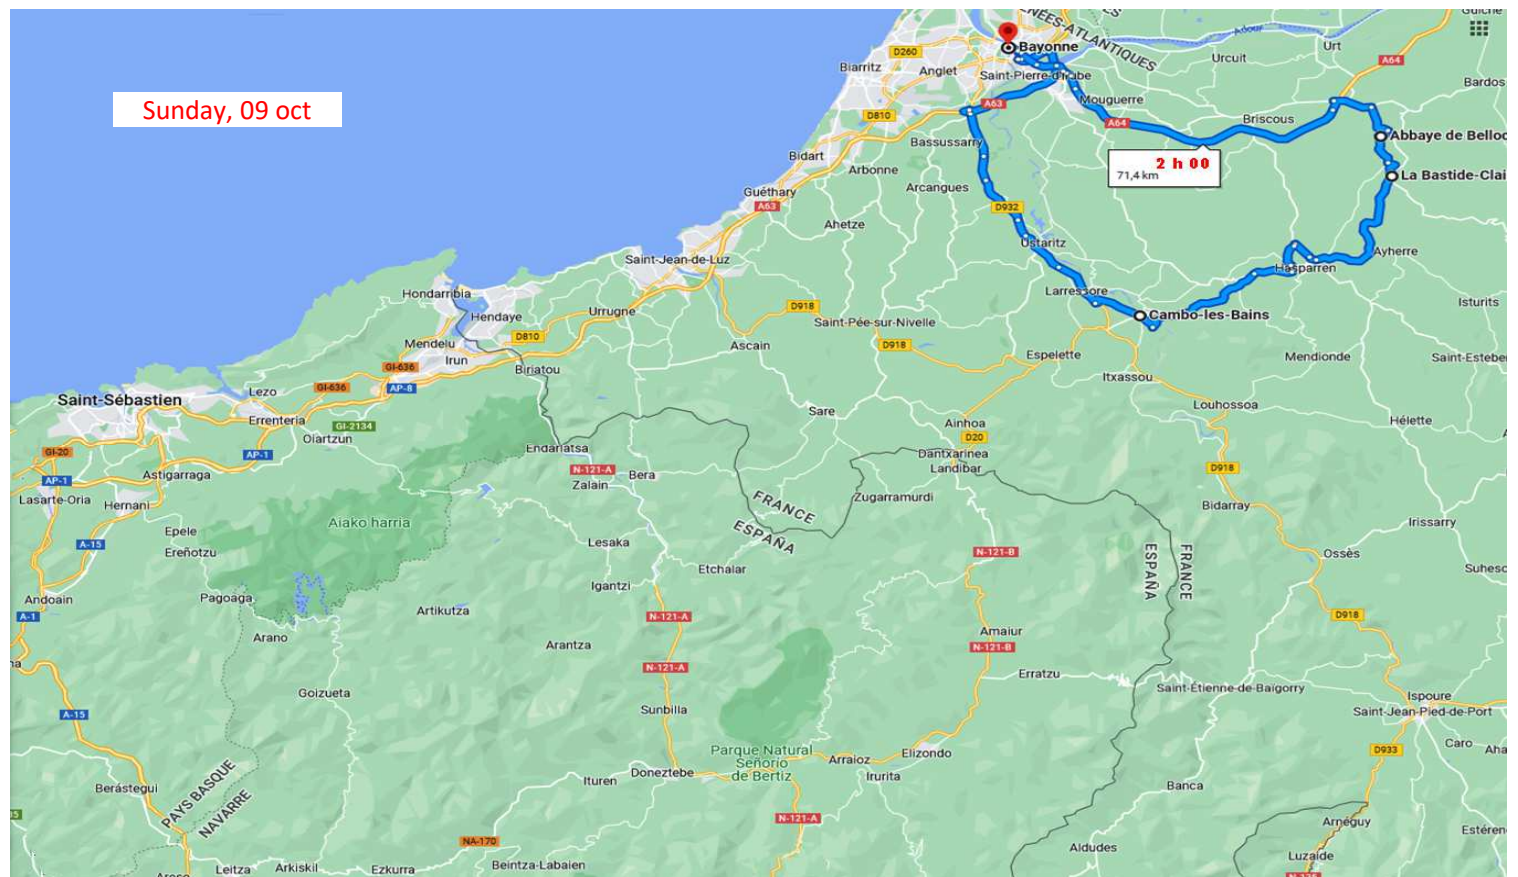 Guiche
PYRÉNÉES-ATLANTIQUES
Adour
Urt
Bayonne
D260
Urcuit
A64
Biarritz
Anglet
Saint-Pierre-d'Irube
Bardos
Mouguerre
A63
Sunday, 09 oct
D810
A64
Briscous
Abbaye de Belloc
Bassussarry
Bidart
2 h 00
71,4 km
Arbonne
La Bastide-Clai
Guéthary
Arcangues
A63
D932
Ahetze
Ustaritz
Ayherre
Saint-Jean-de-Luz
Hasparren
Hondarribia
Larressore
Isturits
Urrugne
D918
Cambo-les-Bains
Hendaye
Saint-Pée-sur-Nivelle
D810
Mendelu
Ascain
D918
Irun
Espelette
Mendionde
Saint-Esteben
GI-636
Biriatou
Itxassou
GI-636
AP-8
Lezo
Saint-Sébastien
Louhossoa
Sare
Errenteria
Hélette
GI-2134
Ainhoa
Oiartzun
D20
Endarlatsa
GI-20
AP-1
Dantxarinea
Landibar
D918
N-121-A
Bera
Astigarraga
AP-1
Zalain
Lasarte-Oria
Hernani
FRANCE
Zugarramurdi
Bidarray
Aiako harria
Irissarry
Epele
ESPAÑA
A-15
Lesaka
Ereñotzu
N-121-B
ESPAÑA
FRANCE
Ossès
Etxalar
Suhesc
Igantzi
Andoain
Pagoaga
Artikutza
A-1
N-121-A
D918
Arano
Amaiur
Arantza
N-121-B
N-121-A
Erratzu
Goizueta
Saint-Étienne-de-Baïgorry
Ispoure
A-15
Sunbilla
Saint-Jean-Pied-de-Port
Parque Natural
Señorio
de Bertiz
Elizondo
D933
Caro
Aha
Arraioz
Doneztebe
Irurita
Ituren
Berástegui
Banca
PAYS BASQUE
NAVARRE
N-121-A
Arnéguy
Estéren
NA-170
Aldudes
Luzaide
Leitza
Arkiskil
Ezkurra
Beintza-Labaien